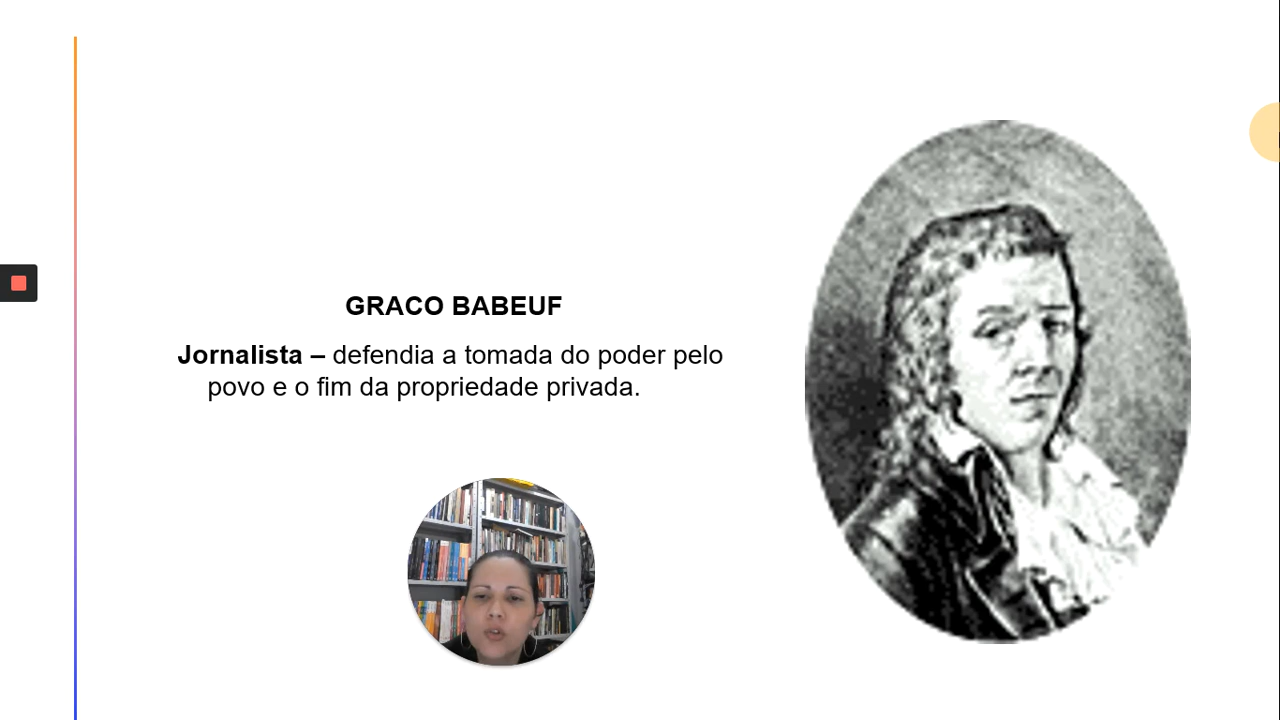 GRACO BABEUF
Jornalista – defendia a tomada do poder pelo
povo e o fim da propriedade privada.